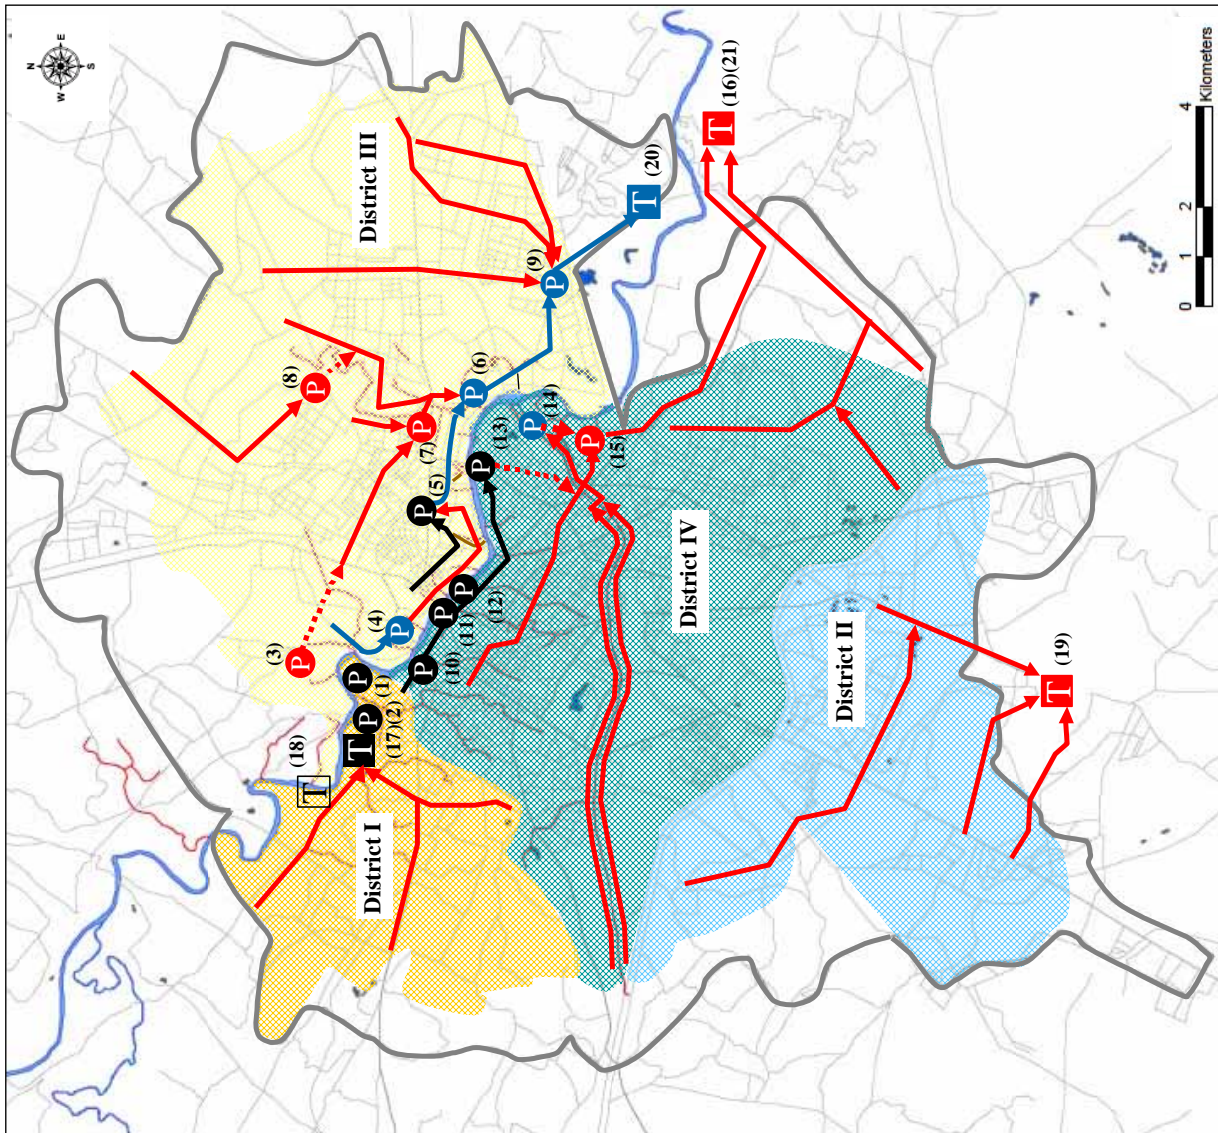 N
W E
S
District III
(20)
(16)(21)
T
T
(9)
P
(8)
P
(6)
P
(7)
P
(14)
P
(13)
P
(15)
P
(5)
P
(3)
P
(4)
P
(12)
P
(11)
P
(10)
P
(1)
P
(17)(2)
P
T
(18)
T
District I
District IV
District II
(19)
T
0 1 2 4
Kilometers